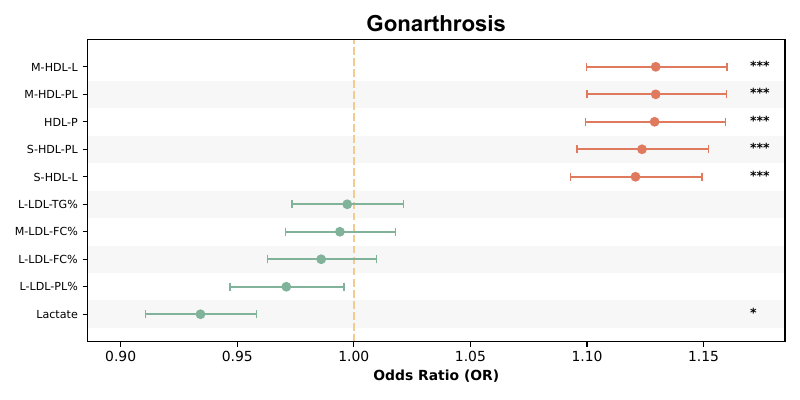 Gonarthrosis
M-HDL-L ***
M-HDL-PL ***
HDL-P ***
S-HDL-PL ***
S-HDL-L ***
L-LDL-TG%
M-LDL-FC%
L-LDL-FC%
L-LDL-PL%
Lactate *
0.90 0.95 1.00 1.05 1.10 1.15
Odds Ratio (OR)